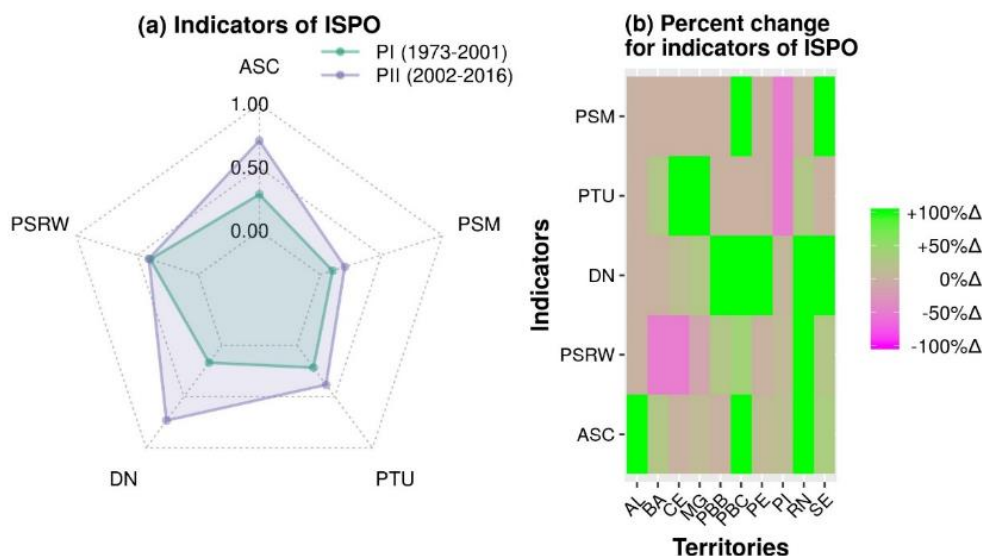 (a) Indicators of ISPO
PI (1973-2001)
PII (2002-2016)
ASC
1.00
0.50
0.00
PSRW
PSM
DN
PTU
(b) Percent change
for indicators of ISPO
Indicators
PSM
PTU
DN
PSRW
ASC
AL
BA
CE
MG
PBB
PBC
PE
PI
RN
SE
Territories
+100%Δ
+50%Δ
0%Δ
-50%Δ
-100%Δ